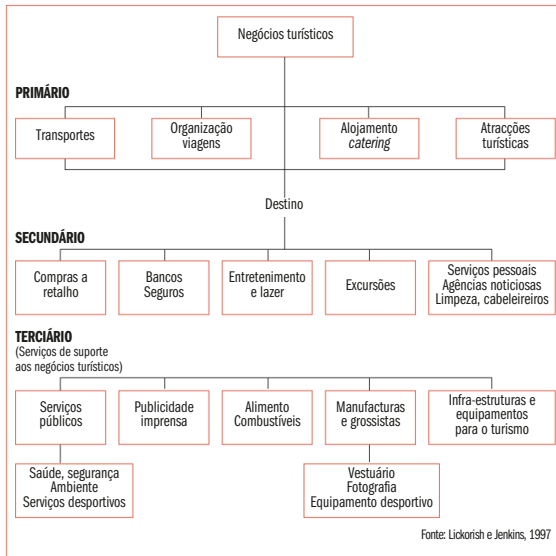 Negócios turísticos
PRIMÁRIO
Transportes
Organização
viagens
Alojamento
catering
Atracções
turísticas
Destino
SECUNDÁRIO
Compras a
retalho
Bancos
Seguros
Entretenimento
e lazer
Excursões
Serviços pessoais
Agências noticiosas
Limpeza, cabeleireiros
TERCIÁRIO
(Serviços de suporte
aos negócios turísticos)
Serviços
públicos
Publicidade
imprensa
Alimento
Combustíveis
Manufacturas
e grossistas
Infra-estruturas e
equipamentos
para o turismo
Saúde, segurança
Ambiente
Serviços desportivos
Vestuário
Fotografia
Equipamento desportivo
Fonte: Lickorish e Jenkins, 1997